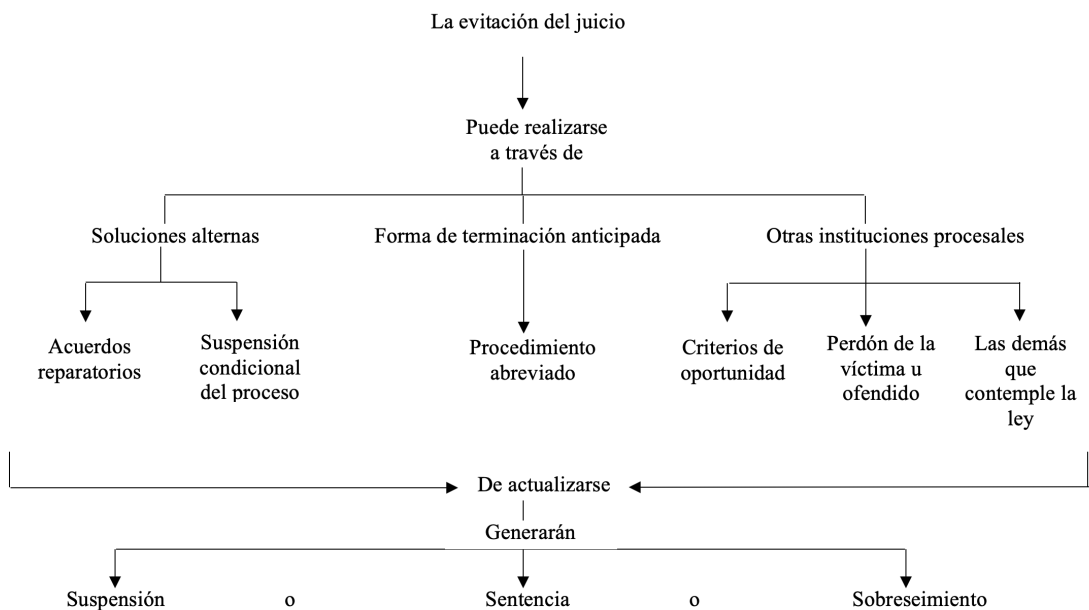 La evitación del juicio
Puede realizarse
a través de
Soluciones alternas
Forma de terminación anticipada
Otras instituciones procesales
Acuerdos
reparatorios
Suspensión
condicional
del proceso
Procedimiento
abreviado
Criterios de
oportunidad
Perdón de la
víctima u
ofendido
Las demás
que
contemple la
ley
De actualizarse
Generarán
Suspensión o Sentencia o Sobreseimiento